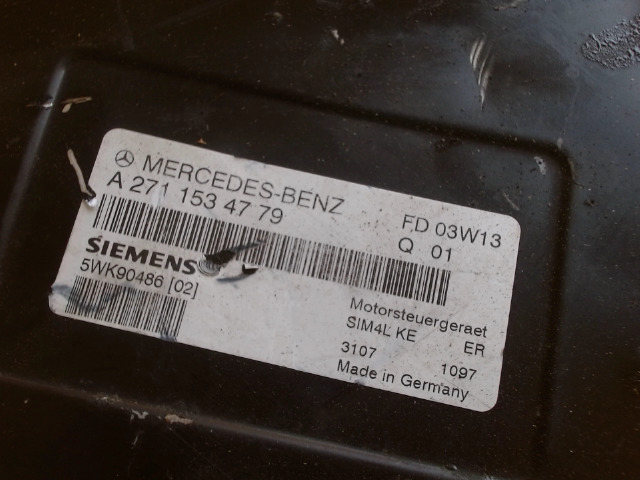 MERCEDES-BENZ
A 271 153 47 79
FD 03W13
Q 01
SIEMENS
5WK90486 [02]
Motorsteuergeraet
SIM4L KE ER
3107 1097
Made in Germany